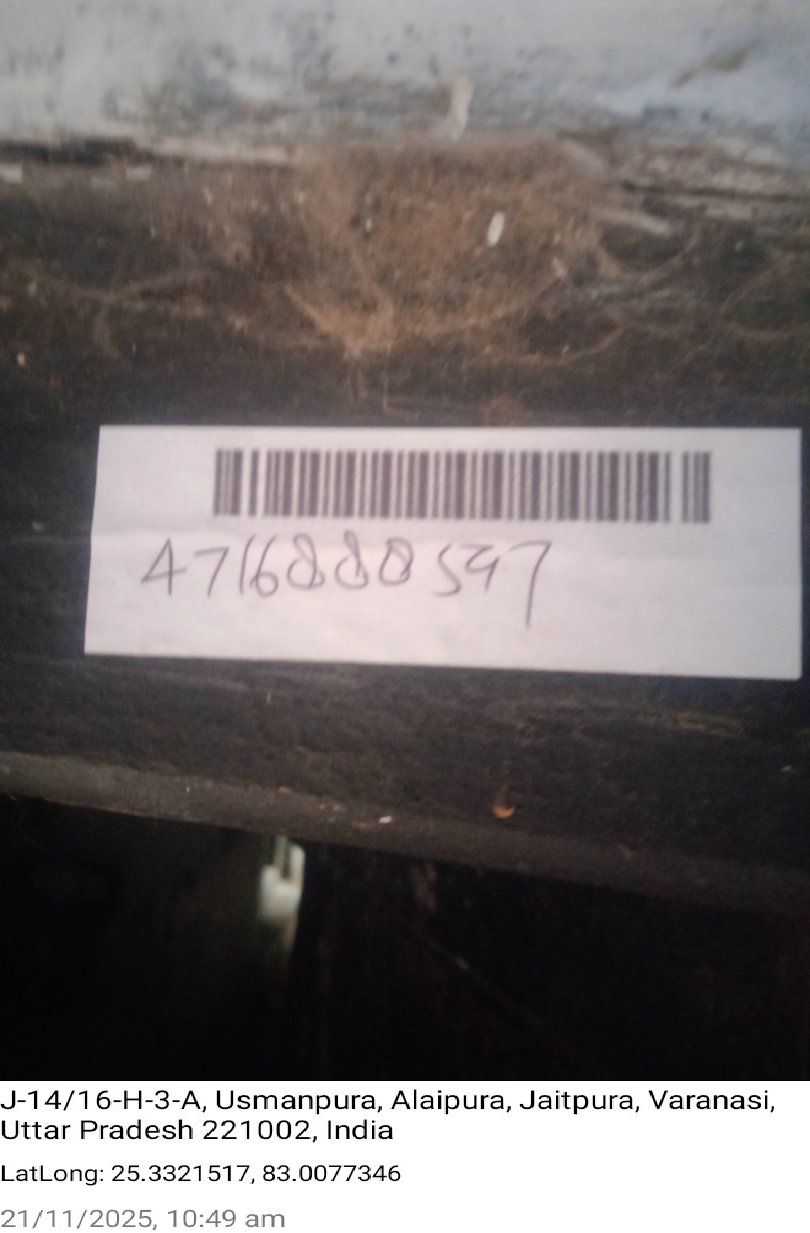 4716888597
J-14/16-H-3-A, Usmanpura, Alaipura, Jaitpura, Varanasi,
Uttar Pradesh 221002, India
LatLong: 25.3321517, 83.0077346
21/11/2025, 10:49 am